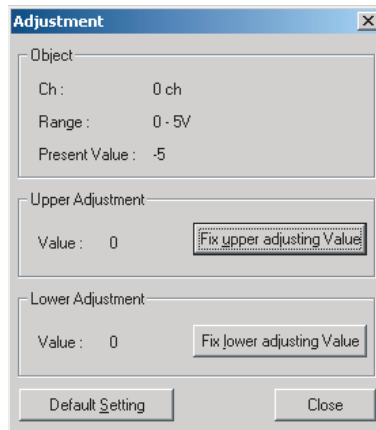 Adjustment
Object
Ch : 0 ch
Range : 0 - 5V
Present Value : -5
Upper Adjustment
Value : 0 Fix upper adjusting Value
Lower Adjustment
Value : 0 Fix lower adjusting Value
Default Setting Close